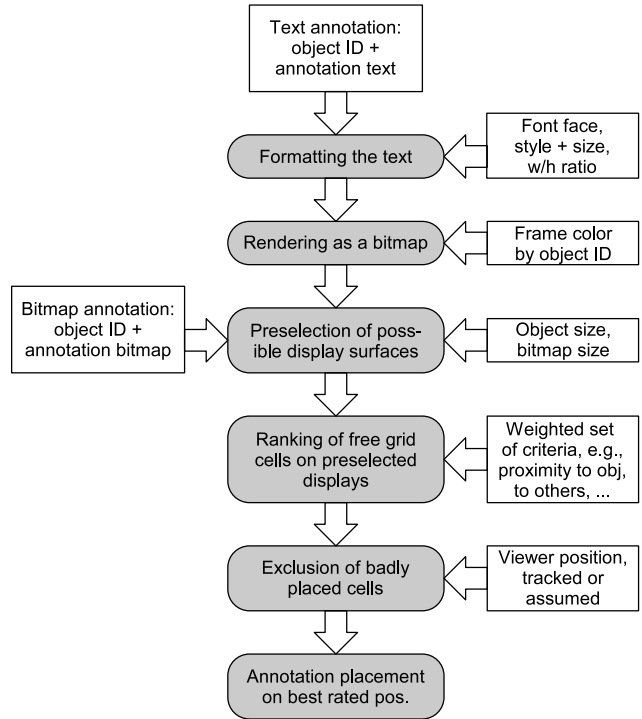 Text annotation:
object ID +
annotation text
Formatting the text
Font face,
style + size,
w/h ratio
Rendering as a bitmap
Frame color
by object ID
Bitmap annotation:
object ID +
annotation bitmap
Preselection of poss-
ible display surfaces
Object size,
bitmap size
Ranking of free grid
cells on preselected
displays
Weighted set
of criteria, e.g.,
proximity to obj,
to others, ...
Exclusion of badly
placed cells
Viewer position,
tracked or
assumed
Annotation placement
on best rated pos.